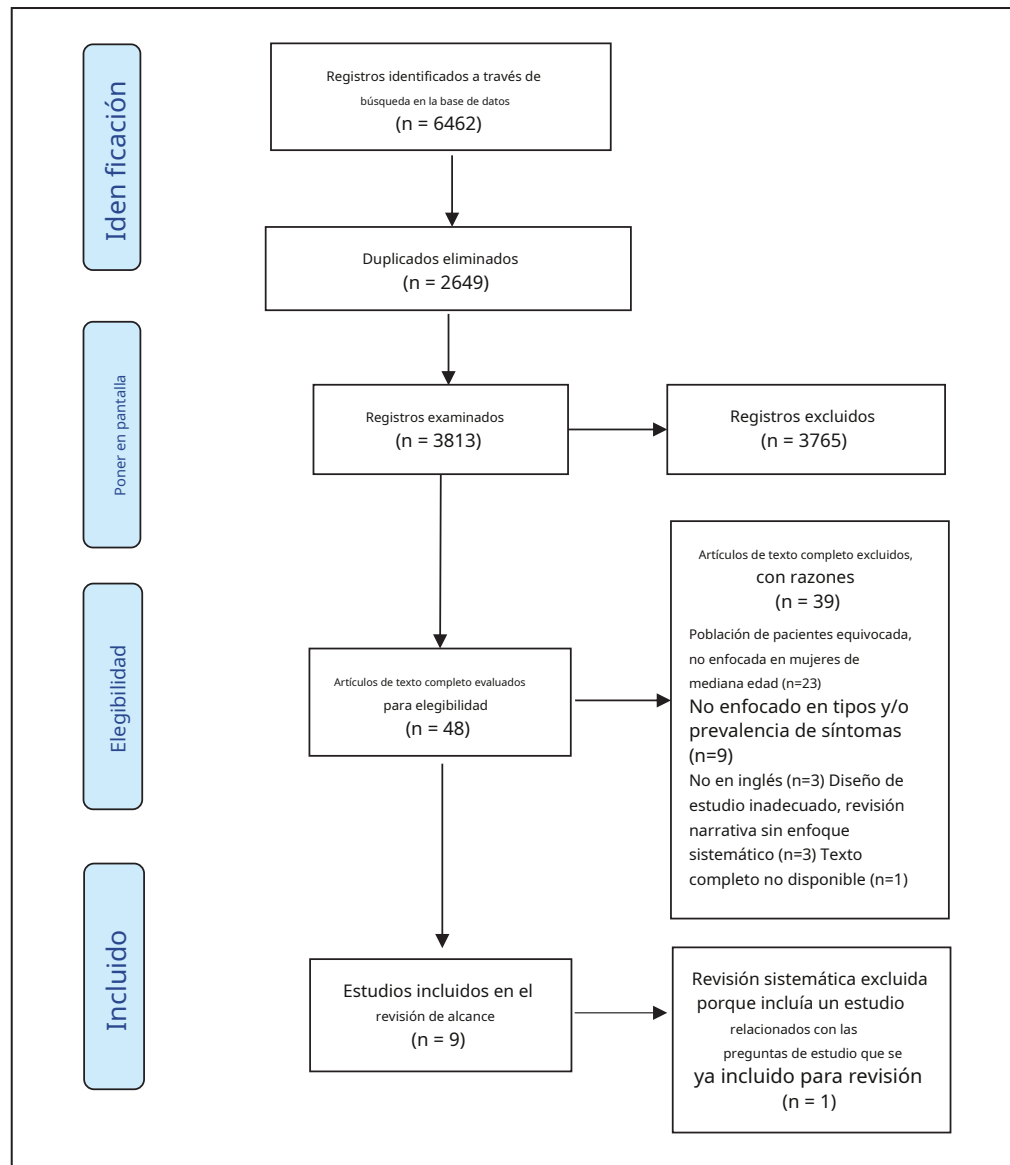 Iden ficación
Registros identificados a través de
búsqueda en la base de datos
(n = 6462)
Duplicados eliminados
(n = 2649)
Poner en pantalla
Registros examinados
(n = 3813)
Registros excluidos
(n = 3765)
Elegibilidad
Artículos de texto completo evaluados
para elegibilidad
(n = 48)
Artículos de texto completo excluidos,
con razones
(n = 39)
Población de pacientes equivocada,
no enfocada en mujeres de
mediana edad (n=23)
No enfocado en tipos y/o
prevalencia de síntomas
(n=9)
No en inglés (n=3) Diseño de
estudio inadecuado, revisión
narrativa sin enfoque
sistemático (n=3) Texto
completo no disponible (n=1)
Incluido
Estudios incluidos en el
revisión de alcance
(n = 9)
Revisión sistemática excluida
porque incluía un estudio
relacionados con las
preguntas de estudio que se
ya incluido para revisión
(n = 1)